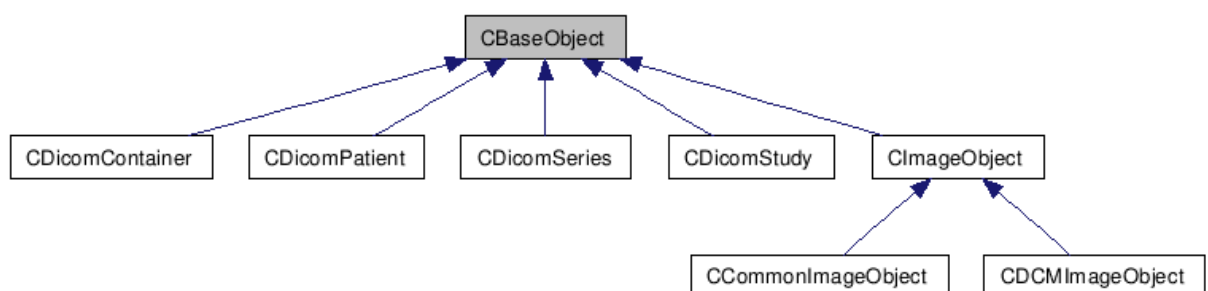 CBaseObject
CDicomContainer
CDicomPatient
CDicomSeries
CDicomStudy
CImageObject
CCommonImageObject
CDCMImageObject